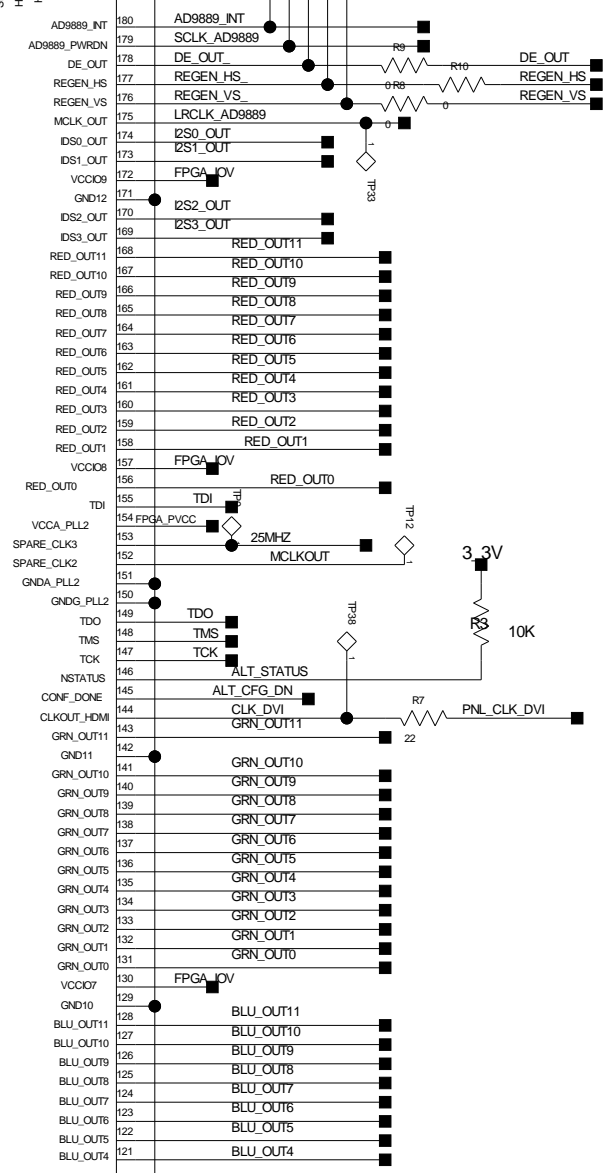 AD9889_INT 180 AD9889_INT
AD9889_PWRDN 179 SCLK_AD9889
DE_OUT 178 DE_OUT_ R9 DE_OUT
REGEN_HS 177 REGEN_HS_ 0 R10 REGEN_HS
REGEN_VS 176 REGEN_VS_ R8 0 REGEN_VS
MCLK_OUT 175 LRCLK_AD9889 0
IDS0_OUT 174 I2S0_OUT 1
IDS1_OUT 173 I2S1_OUT
VCCIO9 172 FPGA_IOV TP33
GND12 171
IDS2_OUT 170 I2S2_OUT
IDS3_OUT 169 I2S3_OUT
RED_OUT11 168 RED_OUT11
RED_OUT10 167 RED_OUT10
RED_OUT9 166 RED_OUT9
RED_OUT8 165 RED_OUT8
RED_OUT7 164 RED_OUT7
RED_OUT6 163 RED_OUT6
RED_OUT5 162 RED_OUT5
RED_OUT4 161 RED_OUT4
RED_OUT3 160 RED_OUT3
RED_OUT2 159 RED_OUT2
RED_OUT1 158 RED_OUT1
VCCIO8 157 FPGA_IOV
RED_OUT0 156 RED_OUT0
TDI 155 TDI
VCCA_PLL2 154 FPGA_PVCC TP12
SPARE_CLK3 153 25MHZ
SPARE_CLK2 152 MCLKOUT 1 3_3V
GNDA_PLL2 151
GNDG_PLL2 150
TDO 149 TDO TP38
TMS 148 TMS R3 10K
TCK 147 TCK 1
NSTATUS 146 ALT_STATUS
CONF_DONE 145 ALT_CFG_DN
CLKOUT_HDMI 144 CLK_DVI R7 PNL_CLK_DVI
GRN_OUT11 143 GRN_OUT11 22
GND11 142
GRN_OUT10 141 GRN_OUT10
GRN_OUT9 140 GRN_OUT9
GRN_OUT8 139 GRN_OUT8
GRN_OUT7 138 GRN_OUT7
GRN_OUT6 137 GRN_OUT6
GRN_OUT5 136 GRN_OUT5
GRN_OUT4 135 GRN_OUT4
GRN_OUT3 134 GRN_OUT3
GRN_OUT2 133 GRN_OUT2
GRN_OUT1 132 GRN_OUT1
GRN_OUT0 131 GRN_OUT0
VCCIO7 130 FPGA_IOV
GND10 129
BLU_OUT11 128 BLU_OUT11
BLU_OUT10 127 BLU_OUT10
BLU_OUT9 126 BLU_OUT9
BLU_OUT8 125 BLU_OUT8
BLU_OUT7 124 BLU_OUT7
BLU_OUT6 123 BLU_OUT6
BLU_OUT5 122 BLU_OUT5
BLU_OUT4 121 BLU_OUT4